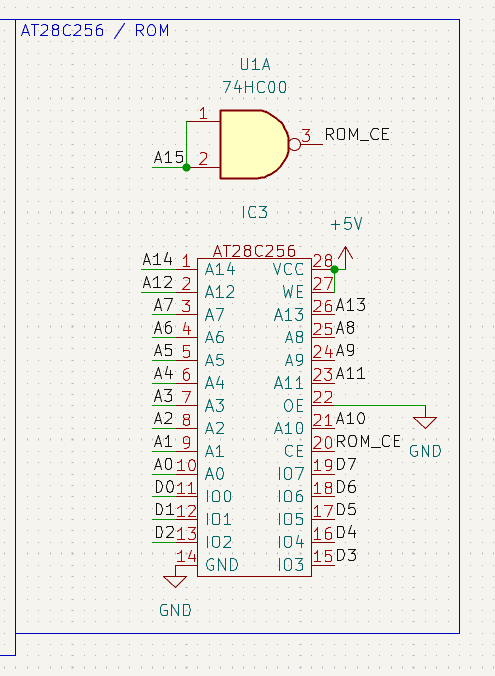 AT28C256 / ROM
U1A
74HC00
1
3 ROM_CE
A15 2
IC3
+5V
AT28C256
A14 1 A14 VCC 28
A12 2 A12 WE 27
A7 3 A7 A13 26 A13
A6 4 A6 A8 25 A8
A5 5 A5 A9 24 A9
A4 6 A4 A11 23 A11
A3 7 A3 OE 22
A2 8 A2 A10 21 A10
A1 9 A1 CE 20 ROM_CE
GND
A0 10 A0 IO7 19 D7
D0 11 IO0 IO6 18 D6
D1 12 IO1 IO5 17 D5
D2 13 IO2 IO4 16 D4
14 GND IO3 15 D3
GND